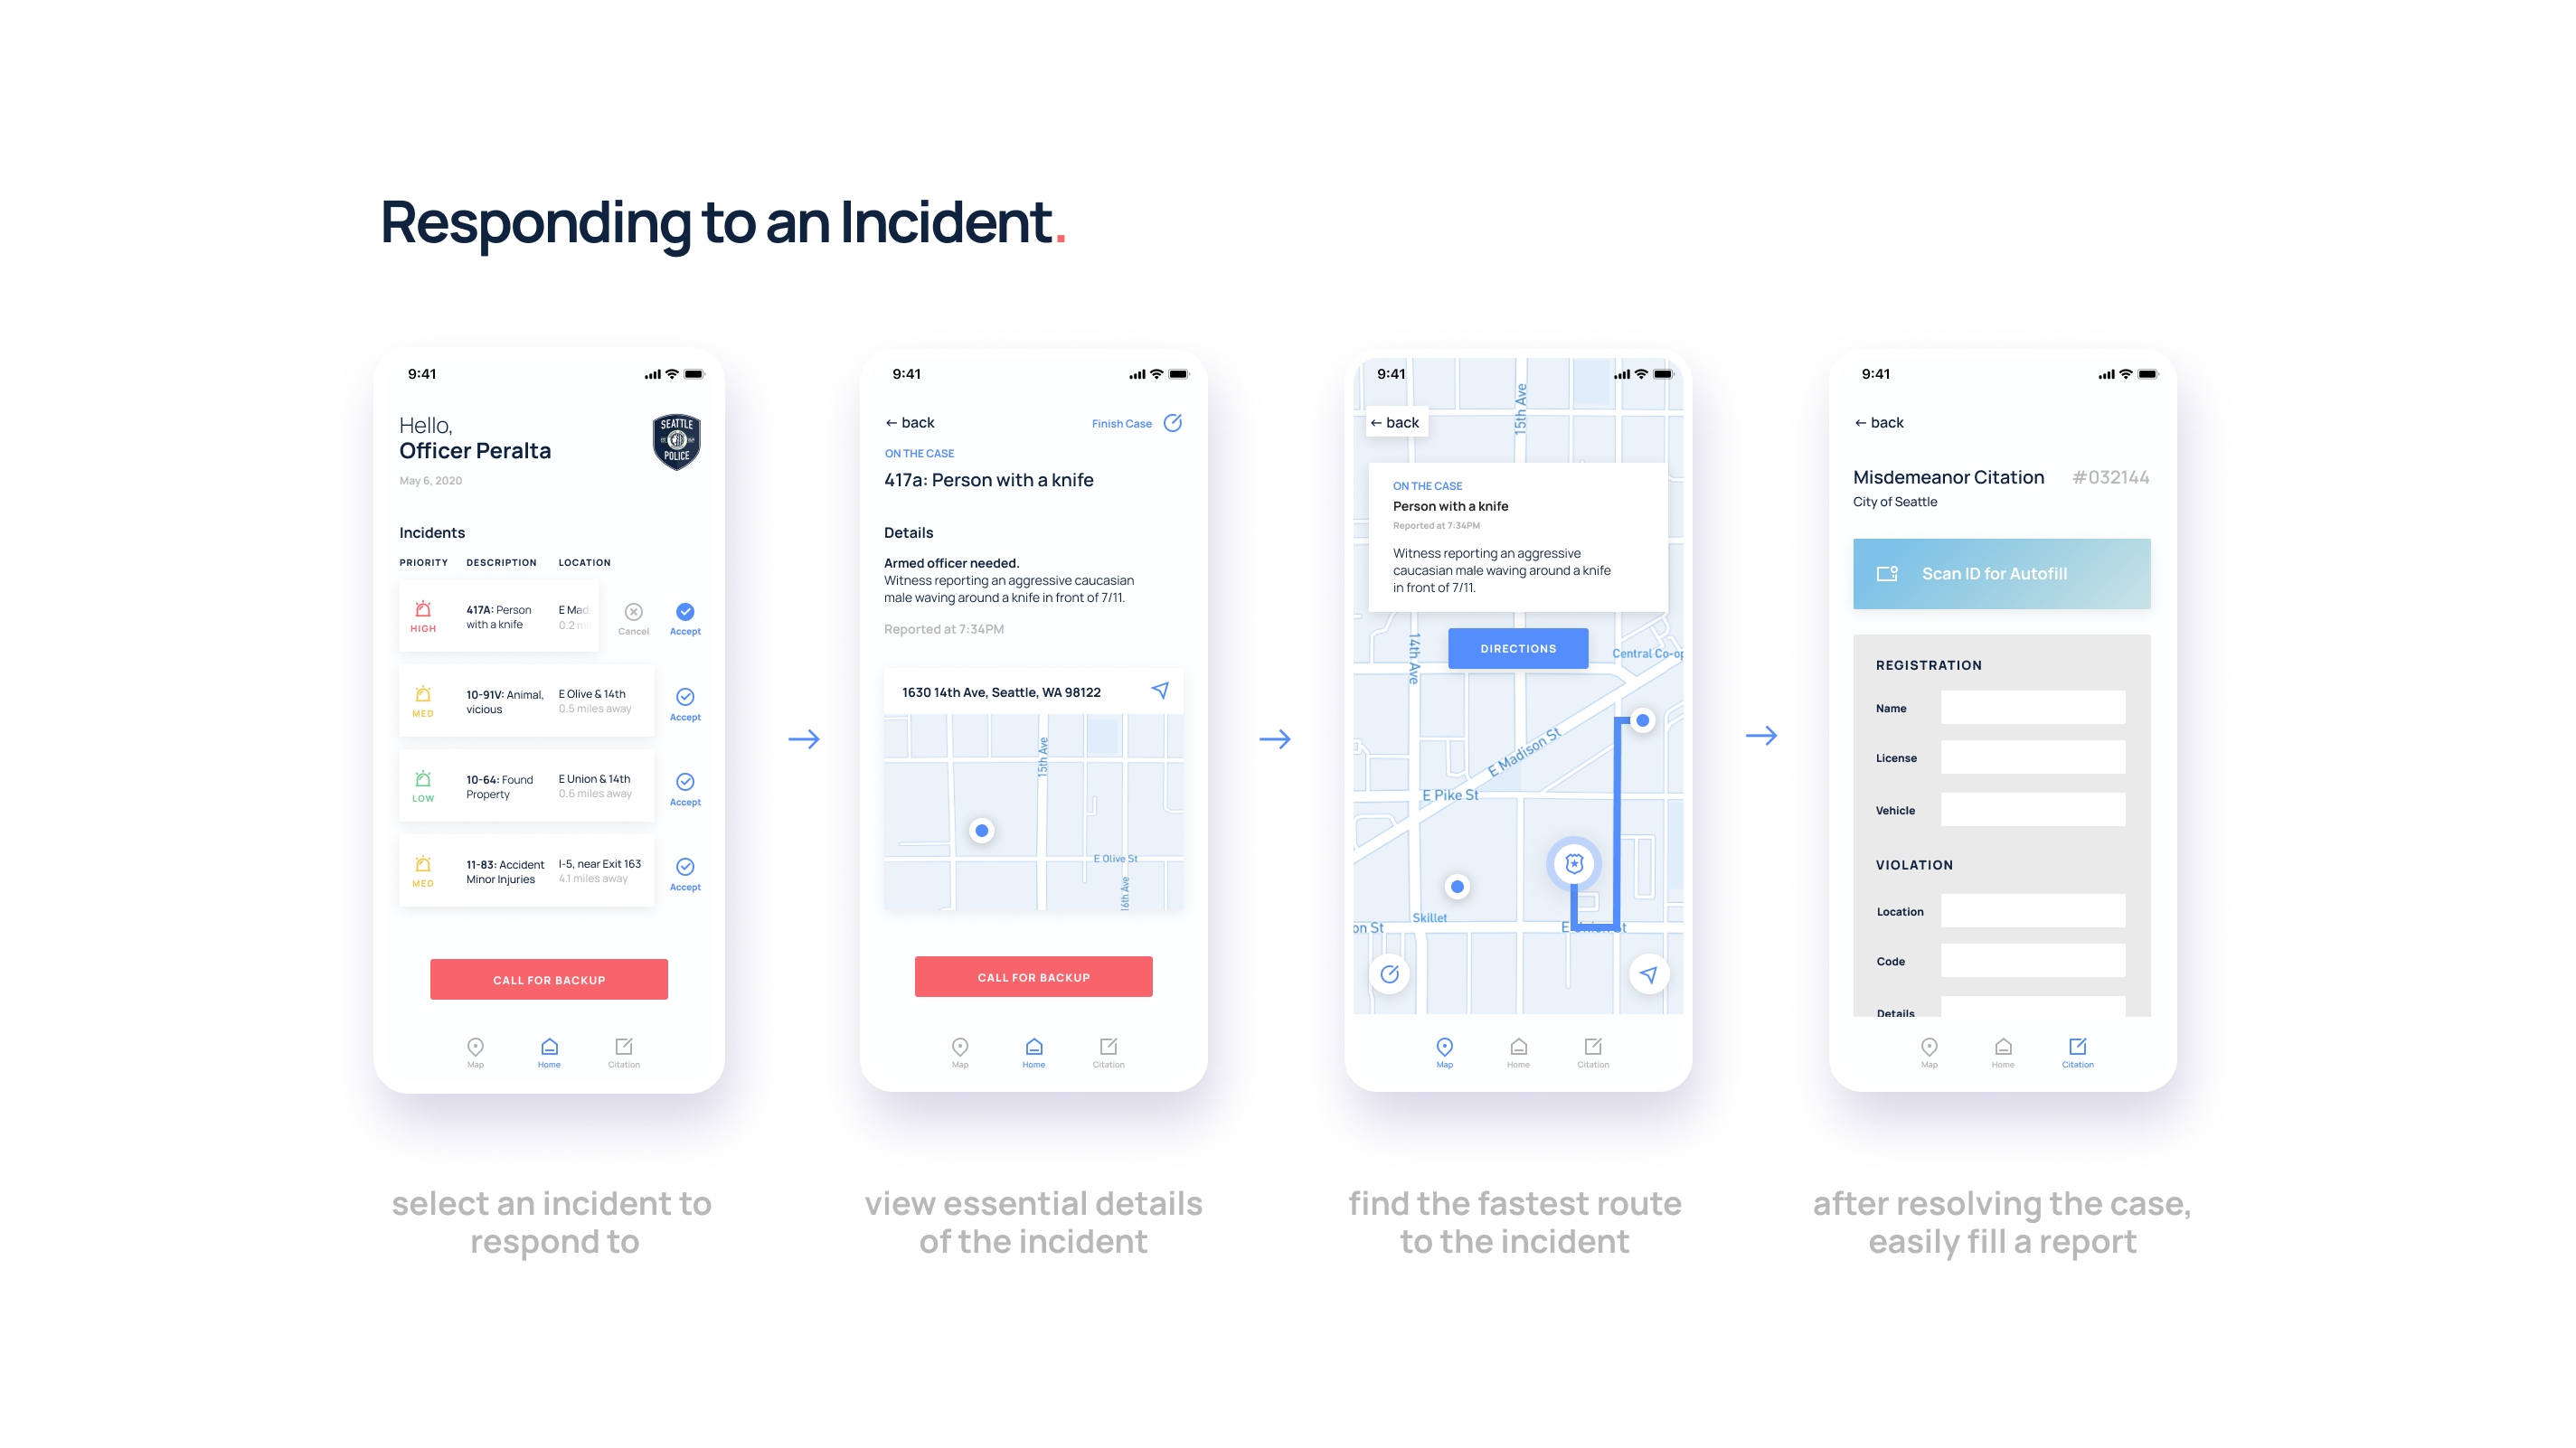 Responding to an Incident.
9:41
Hello,
Officer Peralta
May 6, 2020
SEATTLE
POLICE
Incidents
PRIORITY DESCRIPTION LOCATION
HIGH
417A: Person
with a knife
E Mad
0.2 m
Cancel
Accept
MED
10-91V: Animal,
vicious
E Olive & 14th
0.5 miles away
Accept
LOW
10-64: Found
Property
E Union & 14th
0.6 miles away
Accept
MED
11-83: Accident
Minor Injuries
I-5, near Exit 163
4.1 miles away
Accept
CALL FOR BACKUP
Map Home Citation
select an incident to
respond to
9:41
← back
Finish Case
ON THE CASE
417a: Person with a knife
Details
Armed officer needed.
Witness reporting an aggressive caucasian
male waving around a knife in front of 7/11.
Reported at 7:34PM
1630 14th Ave, Seattle, WA 98122
15th Ave
E Olive St
16th Ave
CALL FOR BACKUP
Map Home Citation
view essential details
of the incident
9:41
15th Ave
← back
ON THE CASE
Person with a knife
Reported at 7:34PM
Witness reporting an aggressive
caucasian male waving around a knife
in front of 7/11.
DIRECTIONS
14th Ave
Central Co-op
E Madison St
E Pike St
Skillet
on St
E Union St
Map Home Citation
find the fastest route
to the incident
9:41
← back
Misdemeanor Citation #032144
City of Seattle
Scan ID for Autofill
REGISTRATION
Name
License
Vehicle
VIOLATION
Location
Code
Details
Map Home Citation
after resolving the case,
easily fill a report